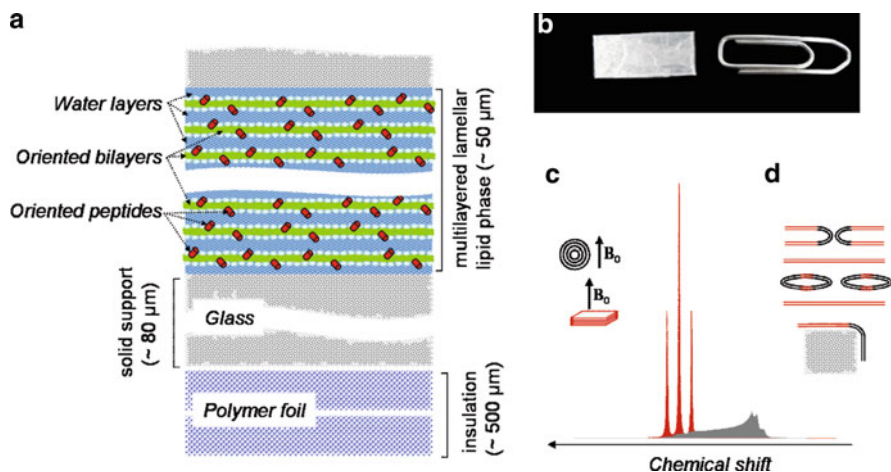 a
Water layers
Oriented bilayers
Oriented peptides
multilayered lamellar
lipid phase (~ 50 µm)
solid support
(~ 80 µm)
Glass
Polymer foil
insulation
(~ 500 µm)
b
c
B₀
B₀
Chemical shift
d